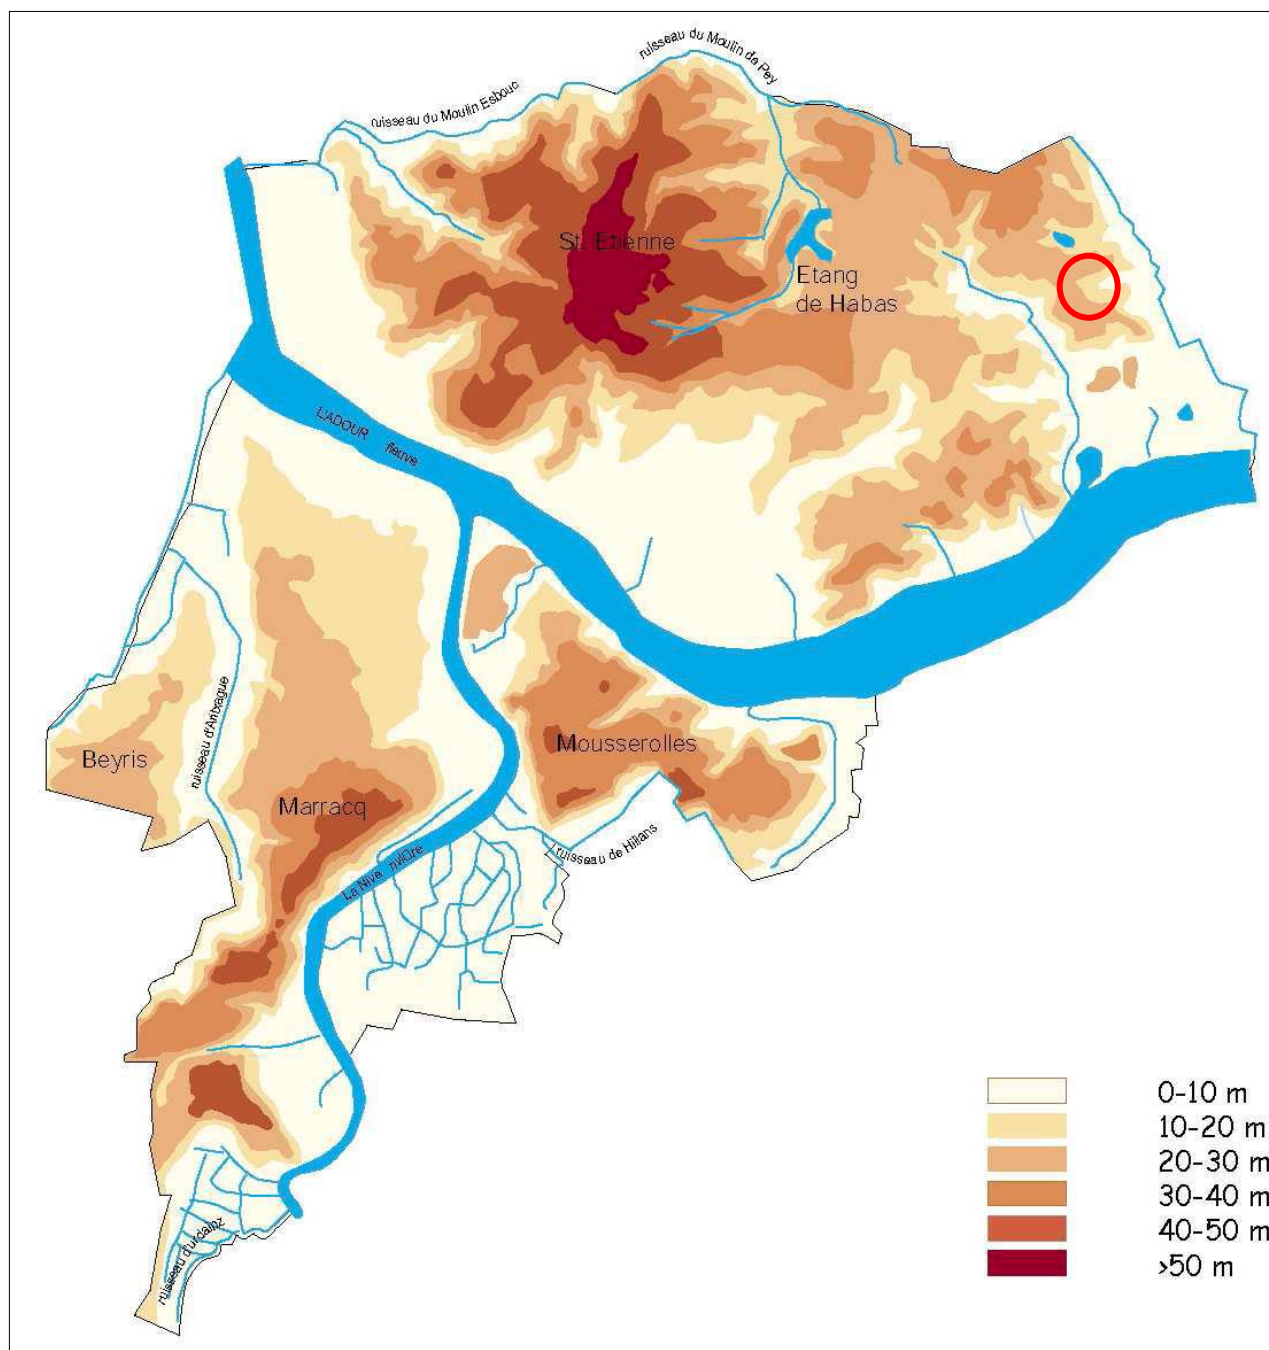 ruisseau du Moulin de Pey
ruisseau du Moulin Esbouc
St. Etienne
Etang
de Habas
L'ADOUR fleuve
ruisseau d'Aritxague
Beyris
Marracq
Mousserolles
ruisseau de Hillans
La Nive
ruisseau d'urdainz
0-10 m
10-20 m
20-30 m
30-40 m
40-50 m
>50 m